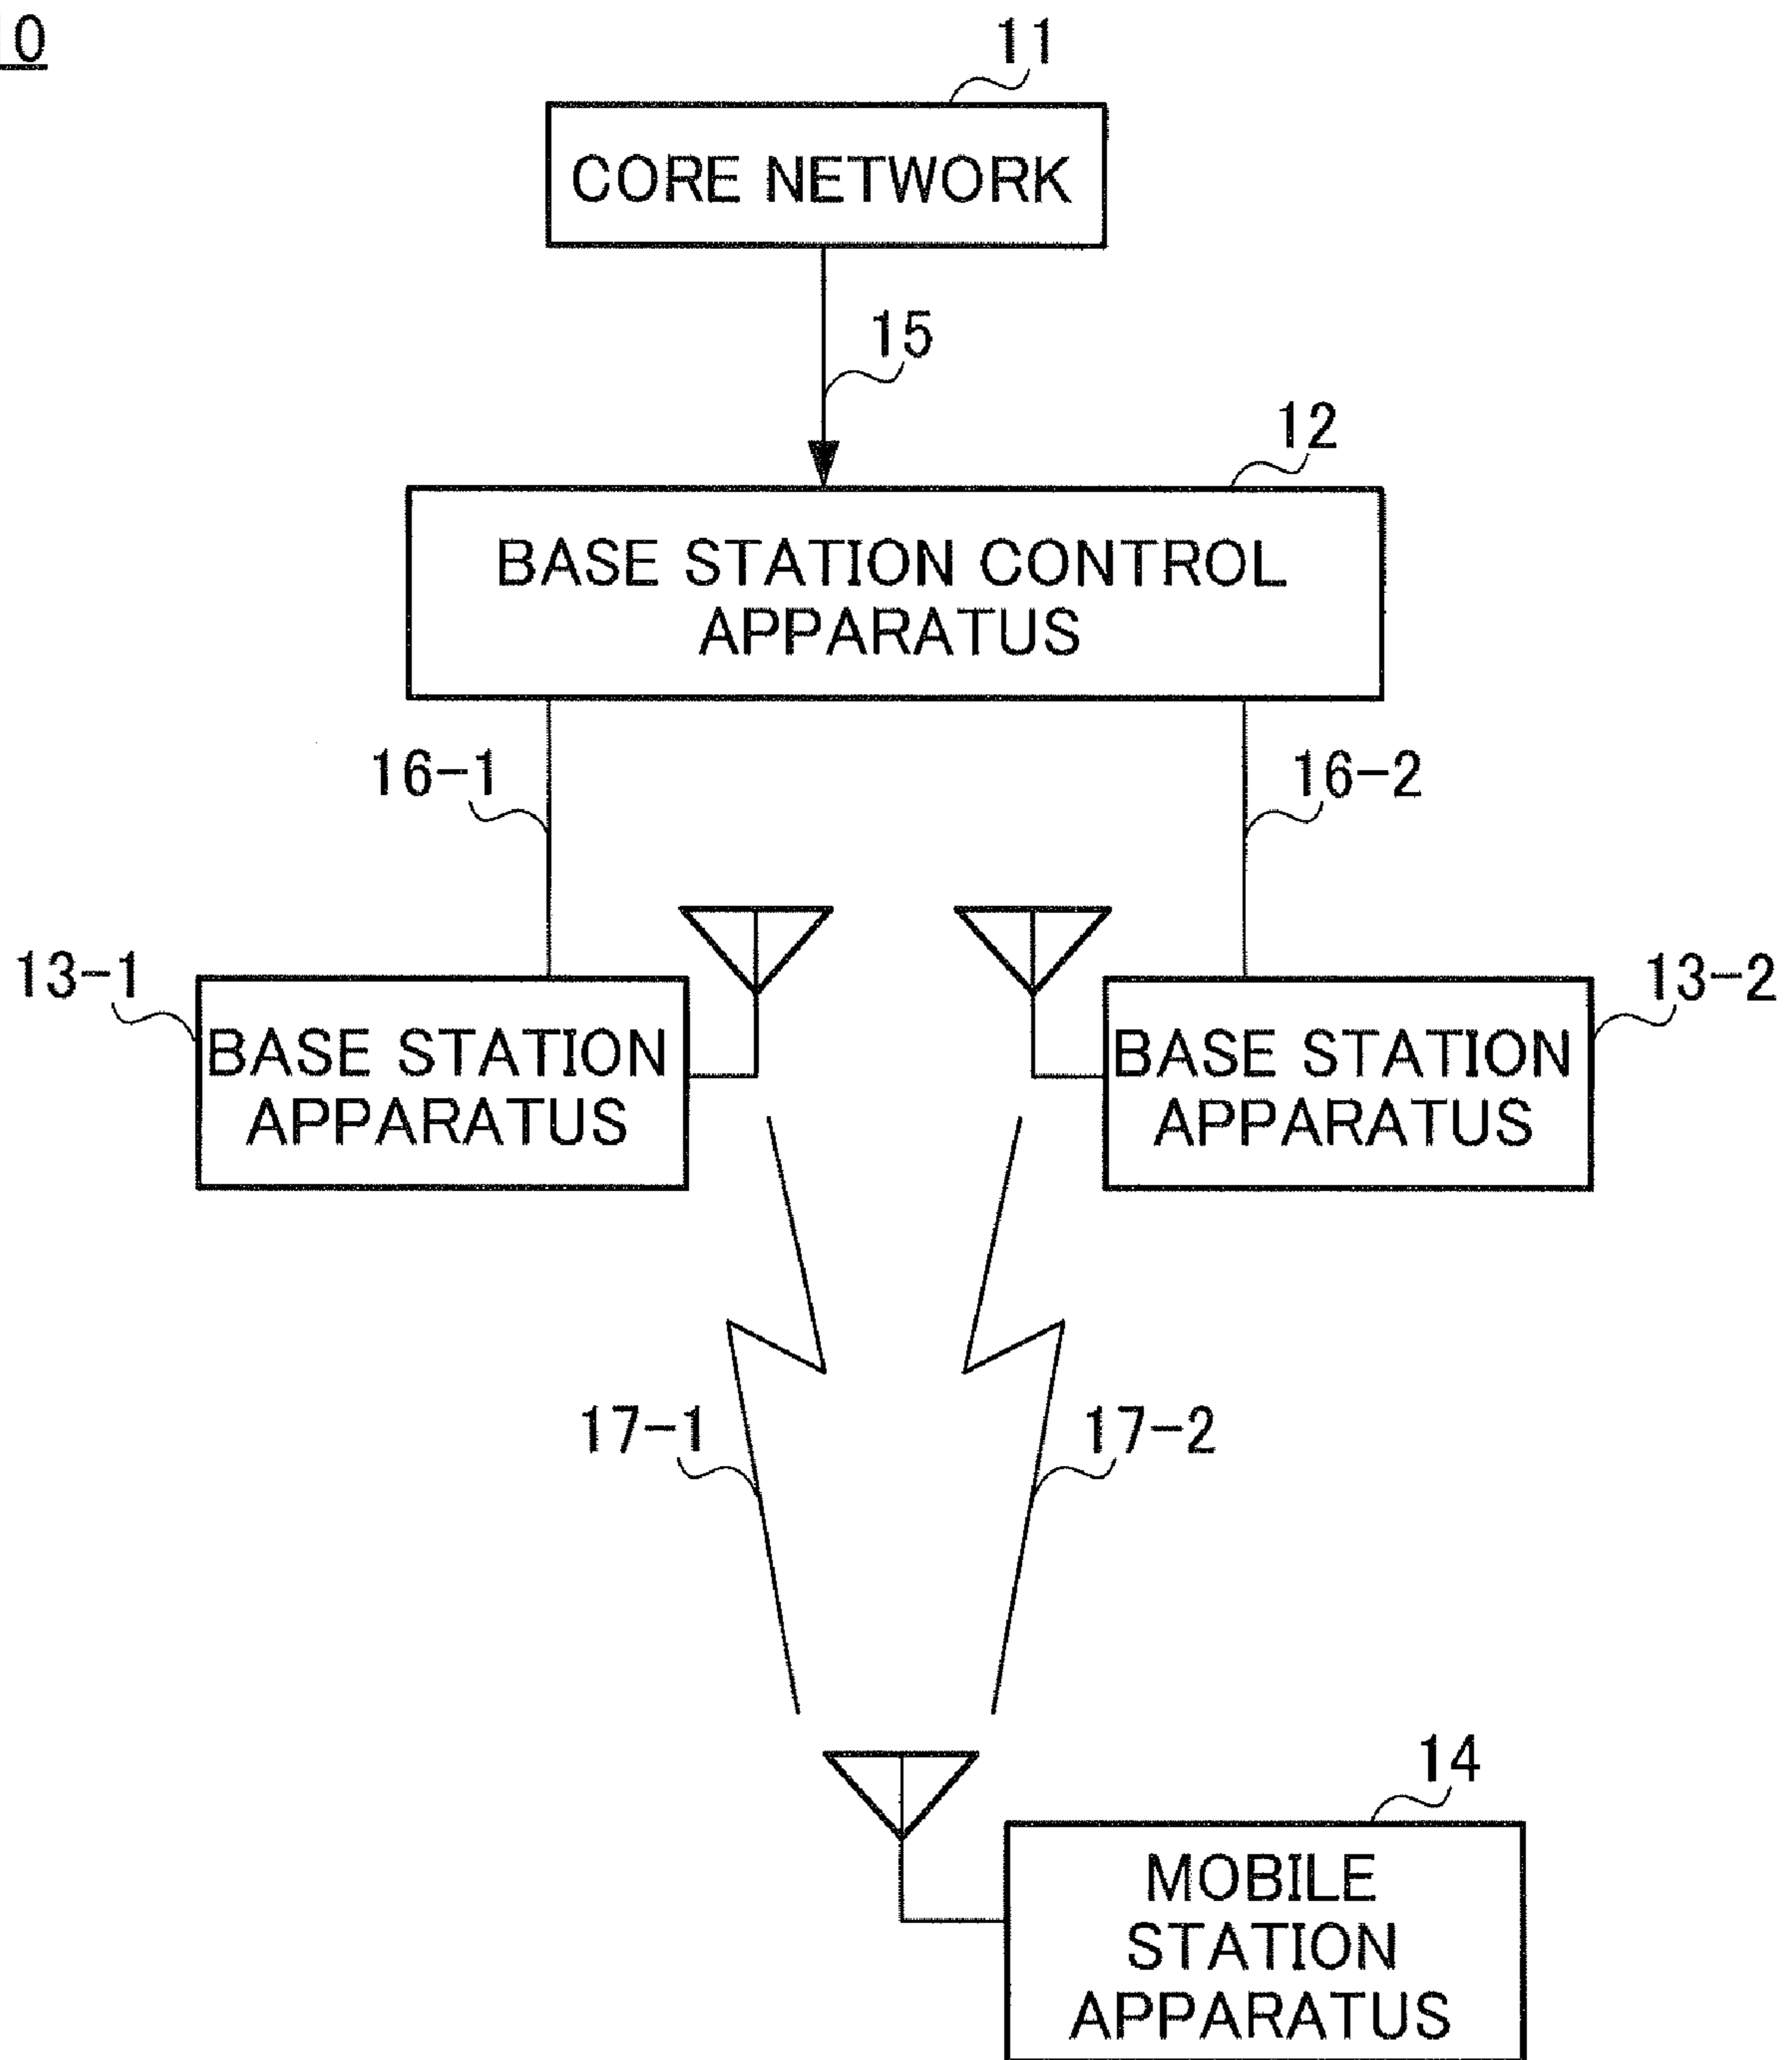 10
11
CORE NETWORK
15
12
BASE STATION CONTROL
APPARATUS
16-1
16-2
13-1
13-2
BASE STATION
APPARATUS
BASE STATION
APPARATUS
17-1
17-2
14
MOBILE
STATION
APPARATUS